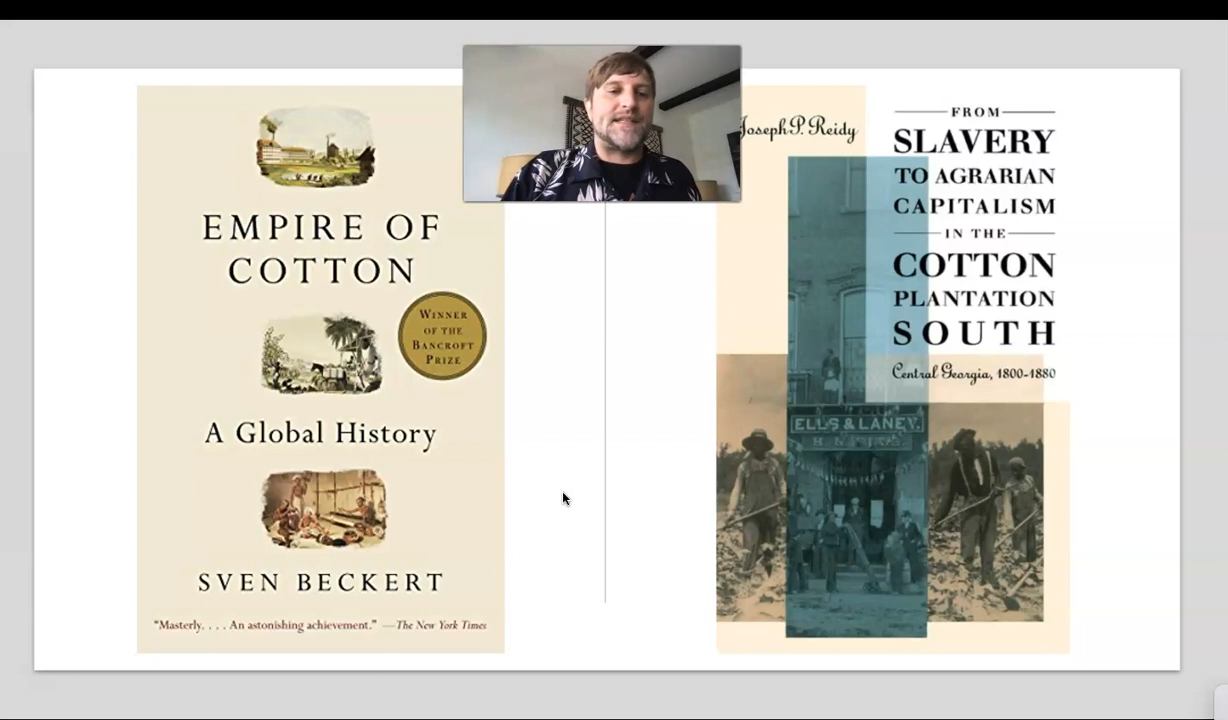 EMPIRE OF
COTTON
WINNER
OF THE
BANCROFT
PRIZE
A Global History
SVEN BECKERT
"Masterly. . . . An astonishing achievement." —The New York Times
Joseph P. Reidy
FROM
SLAVERY
TO AGRARIAN
CAPITALISM
IN THE
COTTON
PLANTATION
SOUTH
Central Georgia, 1800-1880
ELLS & LANEY.